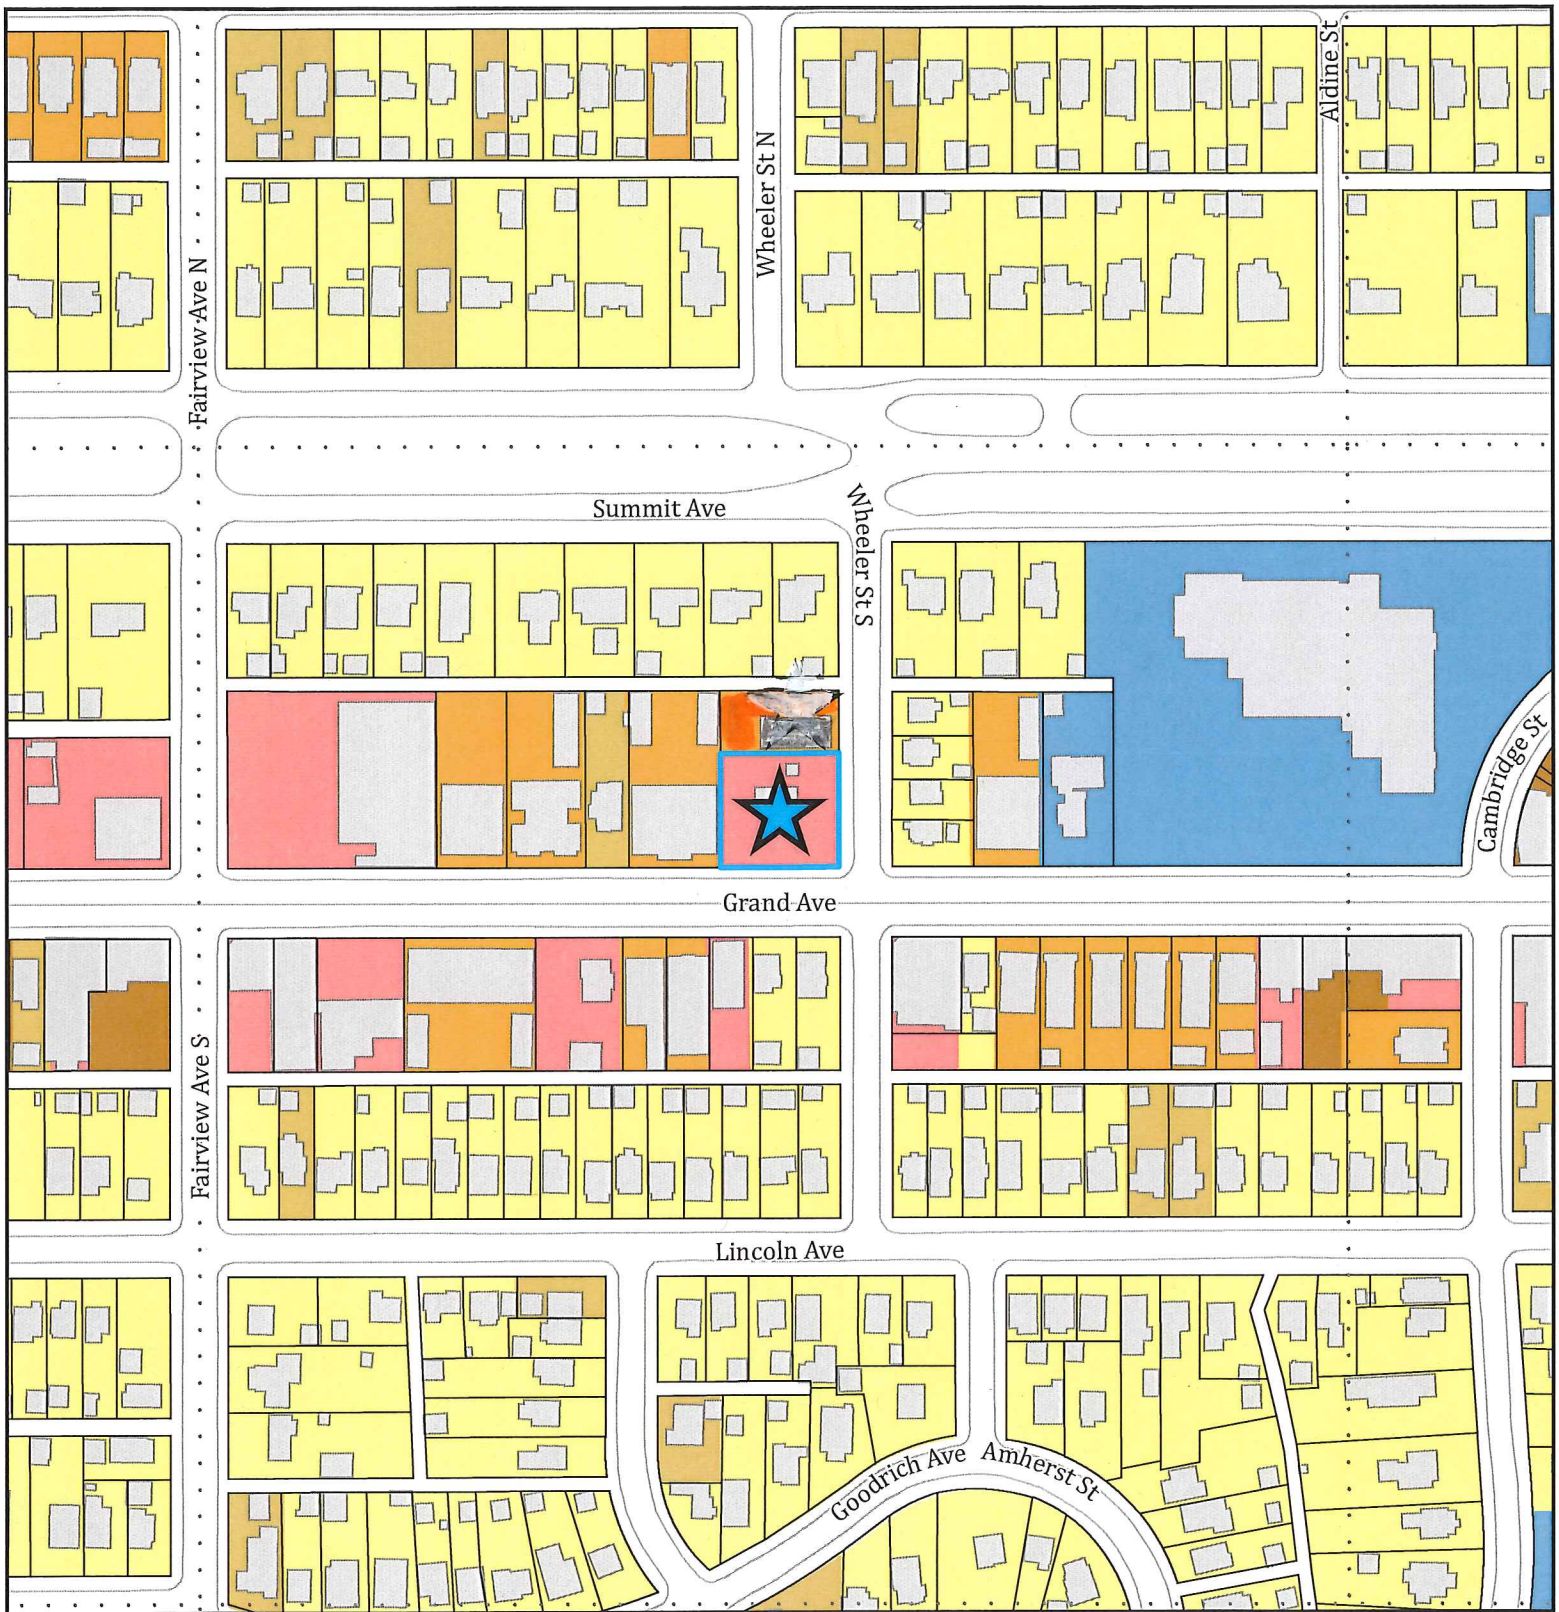 Aldine St
Wheeler St N
Fairview Ave N
Summit Ave
Wheeler St S
Cambridge St
Grand Ave
Fairview Ave S
Lincoln Ave
Goodrich Ave
Amherst St